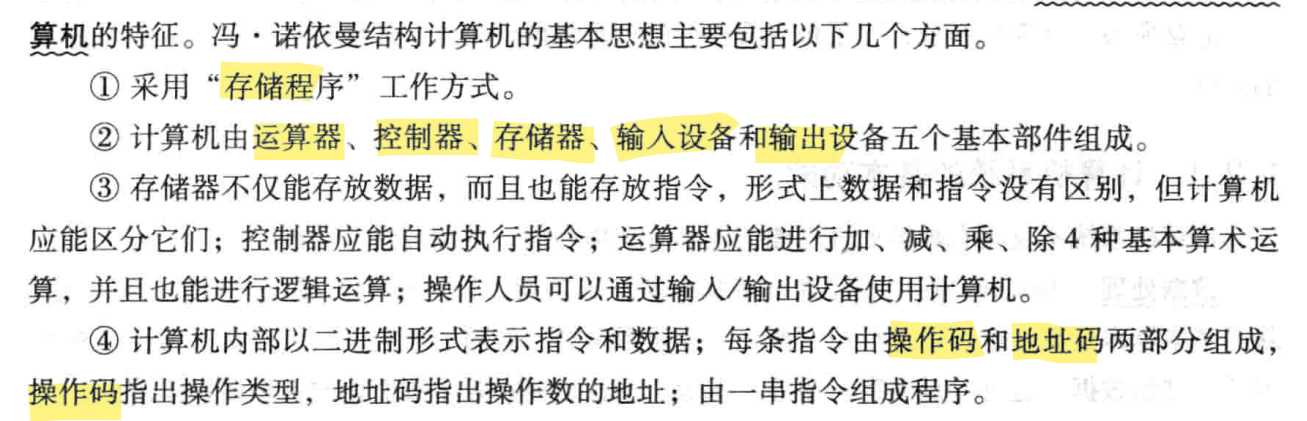 算机的特征。冯·诺依曼结构计算机的基本思想主要包括以下几个方面。
① 采用“存储程序”工作方式。
② 计算机由运算器、控制器、存储器、输入设备和输出设备五个基本部件组成。
③ 存储器不仅能存放数据，而且也能存放指令，形式上数据和指令没有区别，但计算机
应能区分它们；控制器应能自动执行指令；运算器应能进行加、减、乘、除 4 种基本算术运
算，并且也能进行逻辑运算；操作人员可以通过输入/输出设备使用计算机。
④ 计算机内部以二进制形式表示指令和数据；每条指令由操作码和地址码两部分组成，
操作码指出操作类型，地址码指出操作数的地址；由一串指令组成程序。